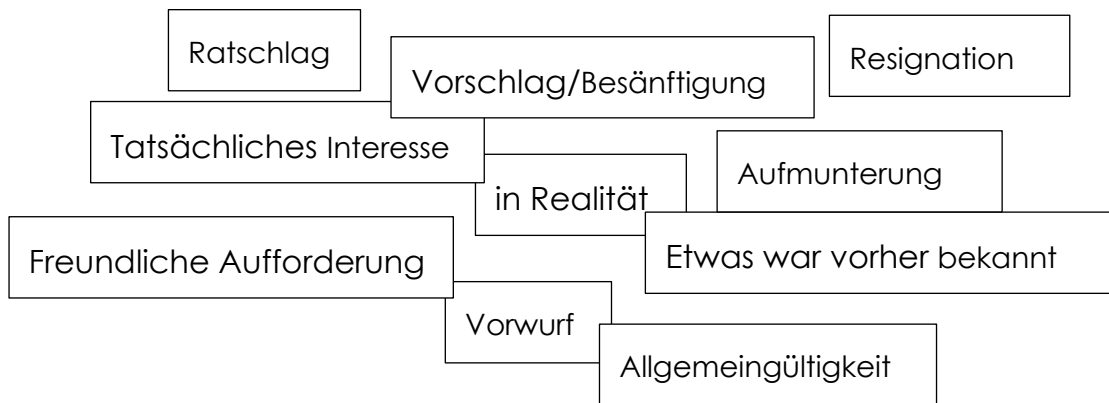 Ratschlag
Vorschlag/Besänftigung
Resignation
Tatsächliches Interesse
in Realität
Aufmunterung
Freundliche Aufforderung
Etwas war vorher bekannt
Vorwurf
Allgemeingültigkeit